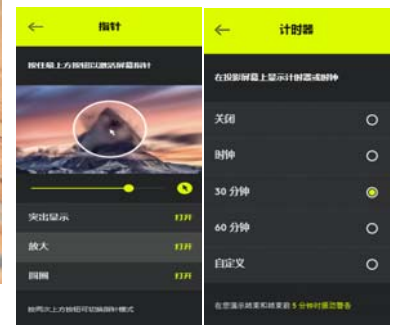 指针
按住最上方按钮以激活屏幕指针
突出显示 打开
放大 打开
圆圈 打开
按两次上方按钮可切换指针模式
计时器
在投影屏幕上显示计时器或时钟
关闭
时钟
30 分钟
60 分钟
自定义
在您演示结束和结束前 5 分钟时振动警告